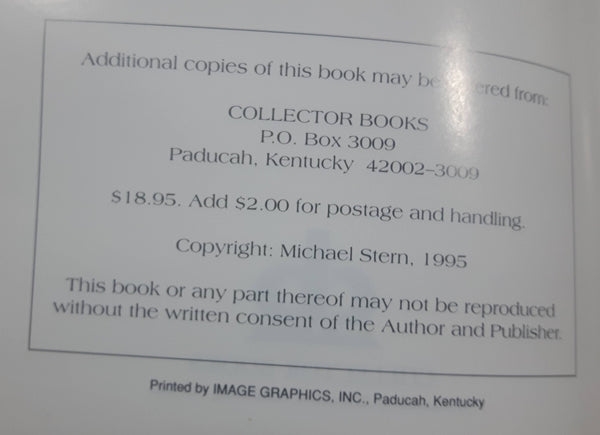 Additional copies of this book may be ered from:
COLLECTOR BOOKS
P.O. Box 3009
Paducah, Kentucky 42002–3009
$18.95. Add $2.00 for postage and handling.
Copyright: Michael Stern, 1995
This book or any part thereof may not be reproduced
without the written consent of the Author and Publisher.
Printed by IMAGE GRAPHICS, INC., Paducah, Kentucky